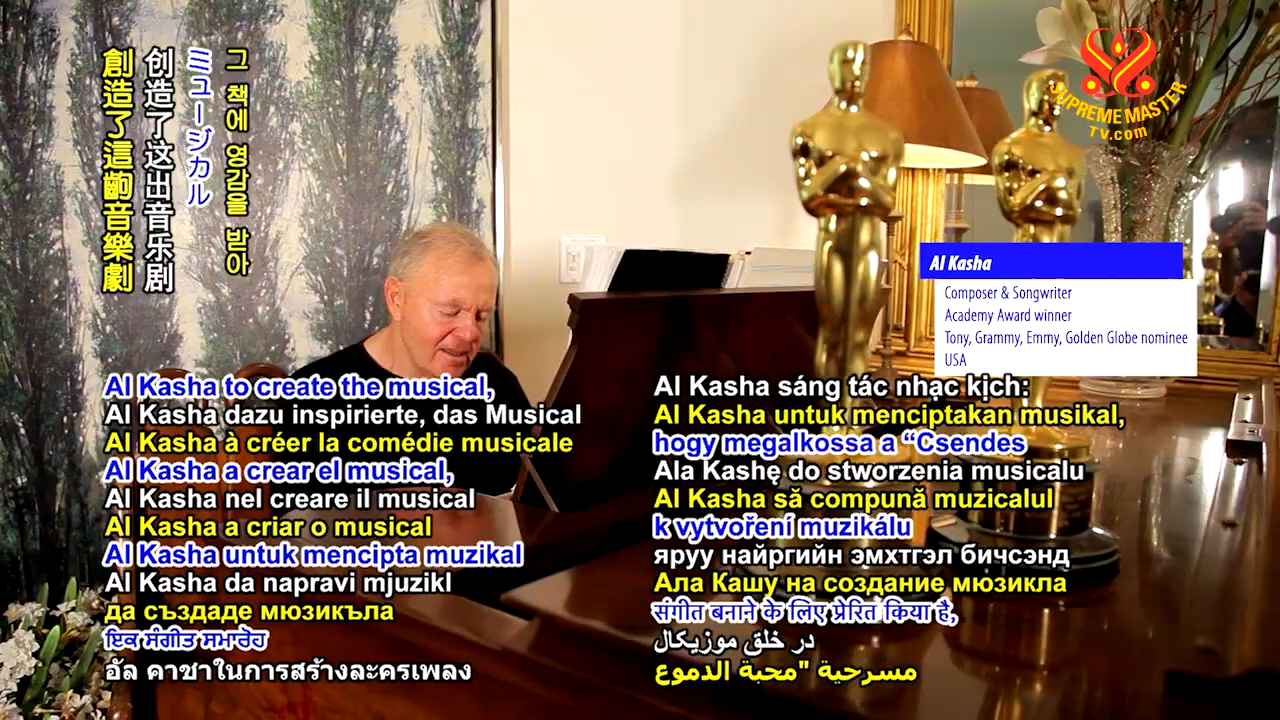 創造了這齣音樂劇
创造了这出音乐剧
ミュージカル
그 책에 영감을 받아
SUPREME MASTER
TV.com
Al Kasha
Composer & Songwriter
Academy Award winner
Tony, Grammy, Emmy, Golden Globe nominee
USA
Al Kasha to create the musical,
Al Kasha dazu inspirierte, das Musical
Al Kasha à créer la comédie musicale
Al Kasha a crear el musical,
Al Kasha nel creare il musical
Al Kasha a criar o musical
Al Kasha untuk mencipta muzikal
Al Kasha da napravi mjuzikl
да създаде мюзикъла
ਇਕ ਸੰਗੀਤ ਸਮਾਰੋਹ
อัล คาชาในการสร้างละครเพลง
Al Kasha sáng tác nhạc kịch:
Al Kasha untuk menciptakan musikal,
hogy megalkossa a “Csendes
Ala Kashę do stworzenia musicalu
Al Kasha să compună muzicalul
k vytvoření muzikálu
яруу найргийн эмхтгэл бичсэнд
Ала Кашу на создание мюзикла
संगीत बनाने के लिए प्रेरित किया है,
در خلق موزیکال
مسرحية "محبة الدموع